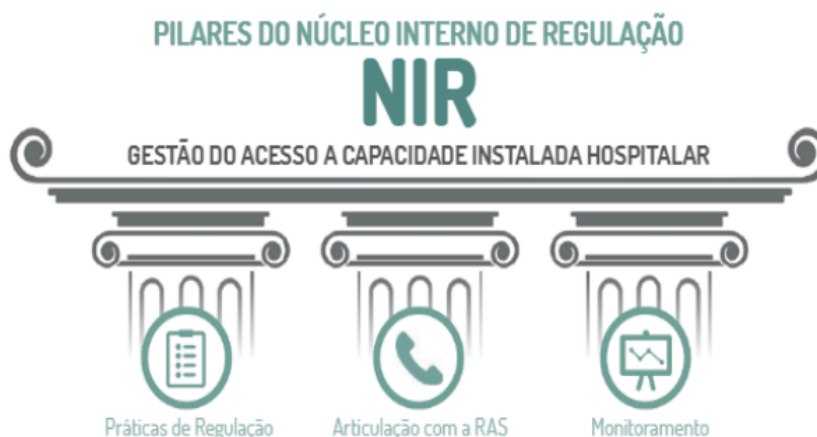 PILARES DO NÚCLEO INTERNO DE REGULAÇÃO
NIR
GESTÃO DO ACESSO A CAPACIDADE INSTALADA HOSPITALAR
Práticas de Regulação
Articulação com a RAS
Monitoramento